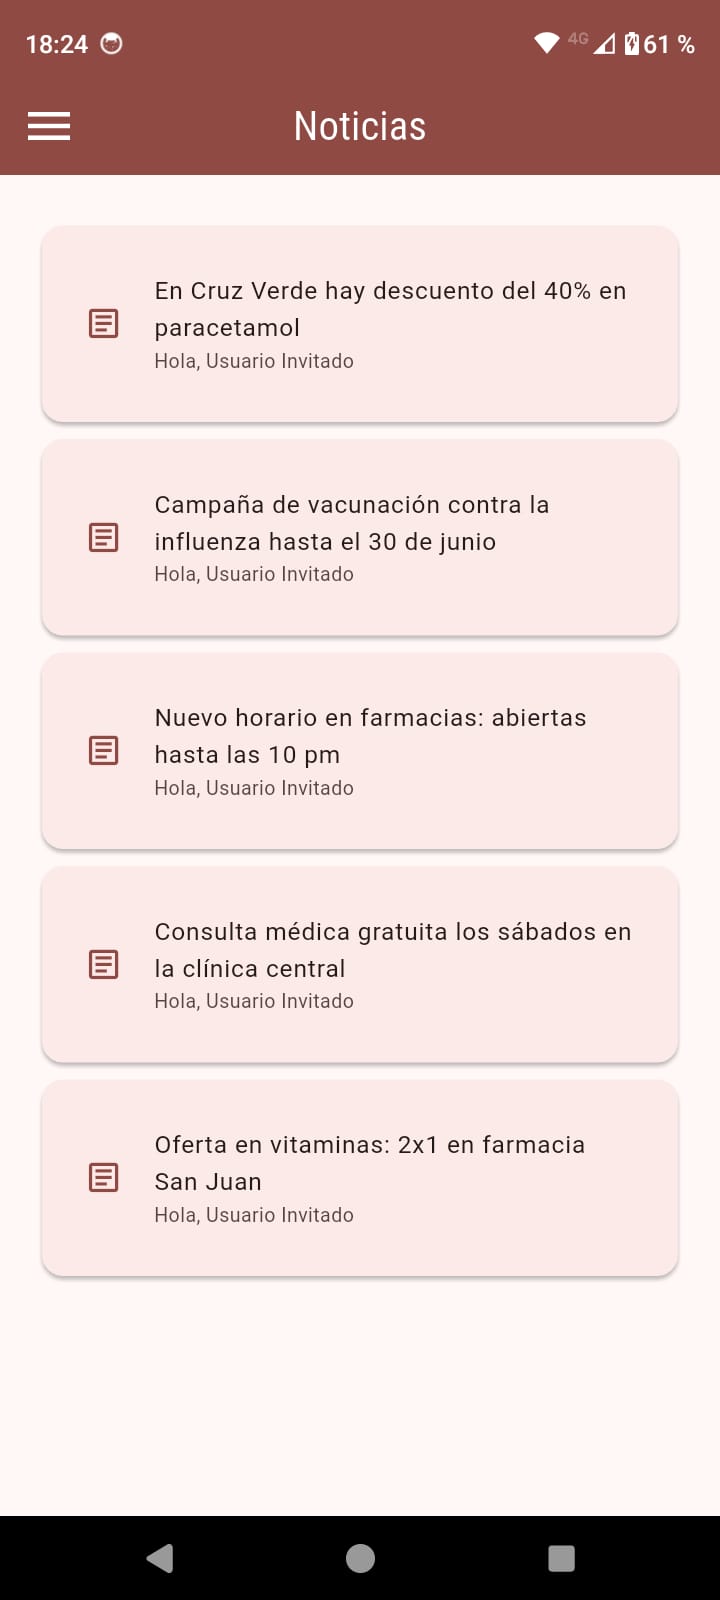 18:24 4G 61 %
Noticias
En Cruz Verde hay descuento del 40% en
paracetamol
Hola, Usuario Invitado
Campaña de vacunación contra la
influenza hasta el 30 de junio
Hola, Usuario Invitado
Nuevo horario en farmacias: abiertas
hasta las 10 pm
Hola, Usuario Invitado
Consulta médica gratuita los sábados en
la clínica central
Hola, Usuario Invitado
Oferta en vitaminas: 2x1 en farmacia
San Juan
Hola, Usuario Invitado